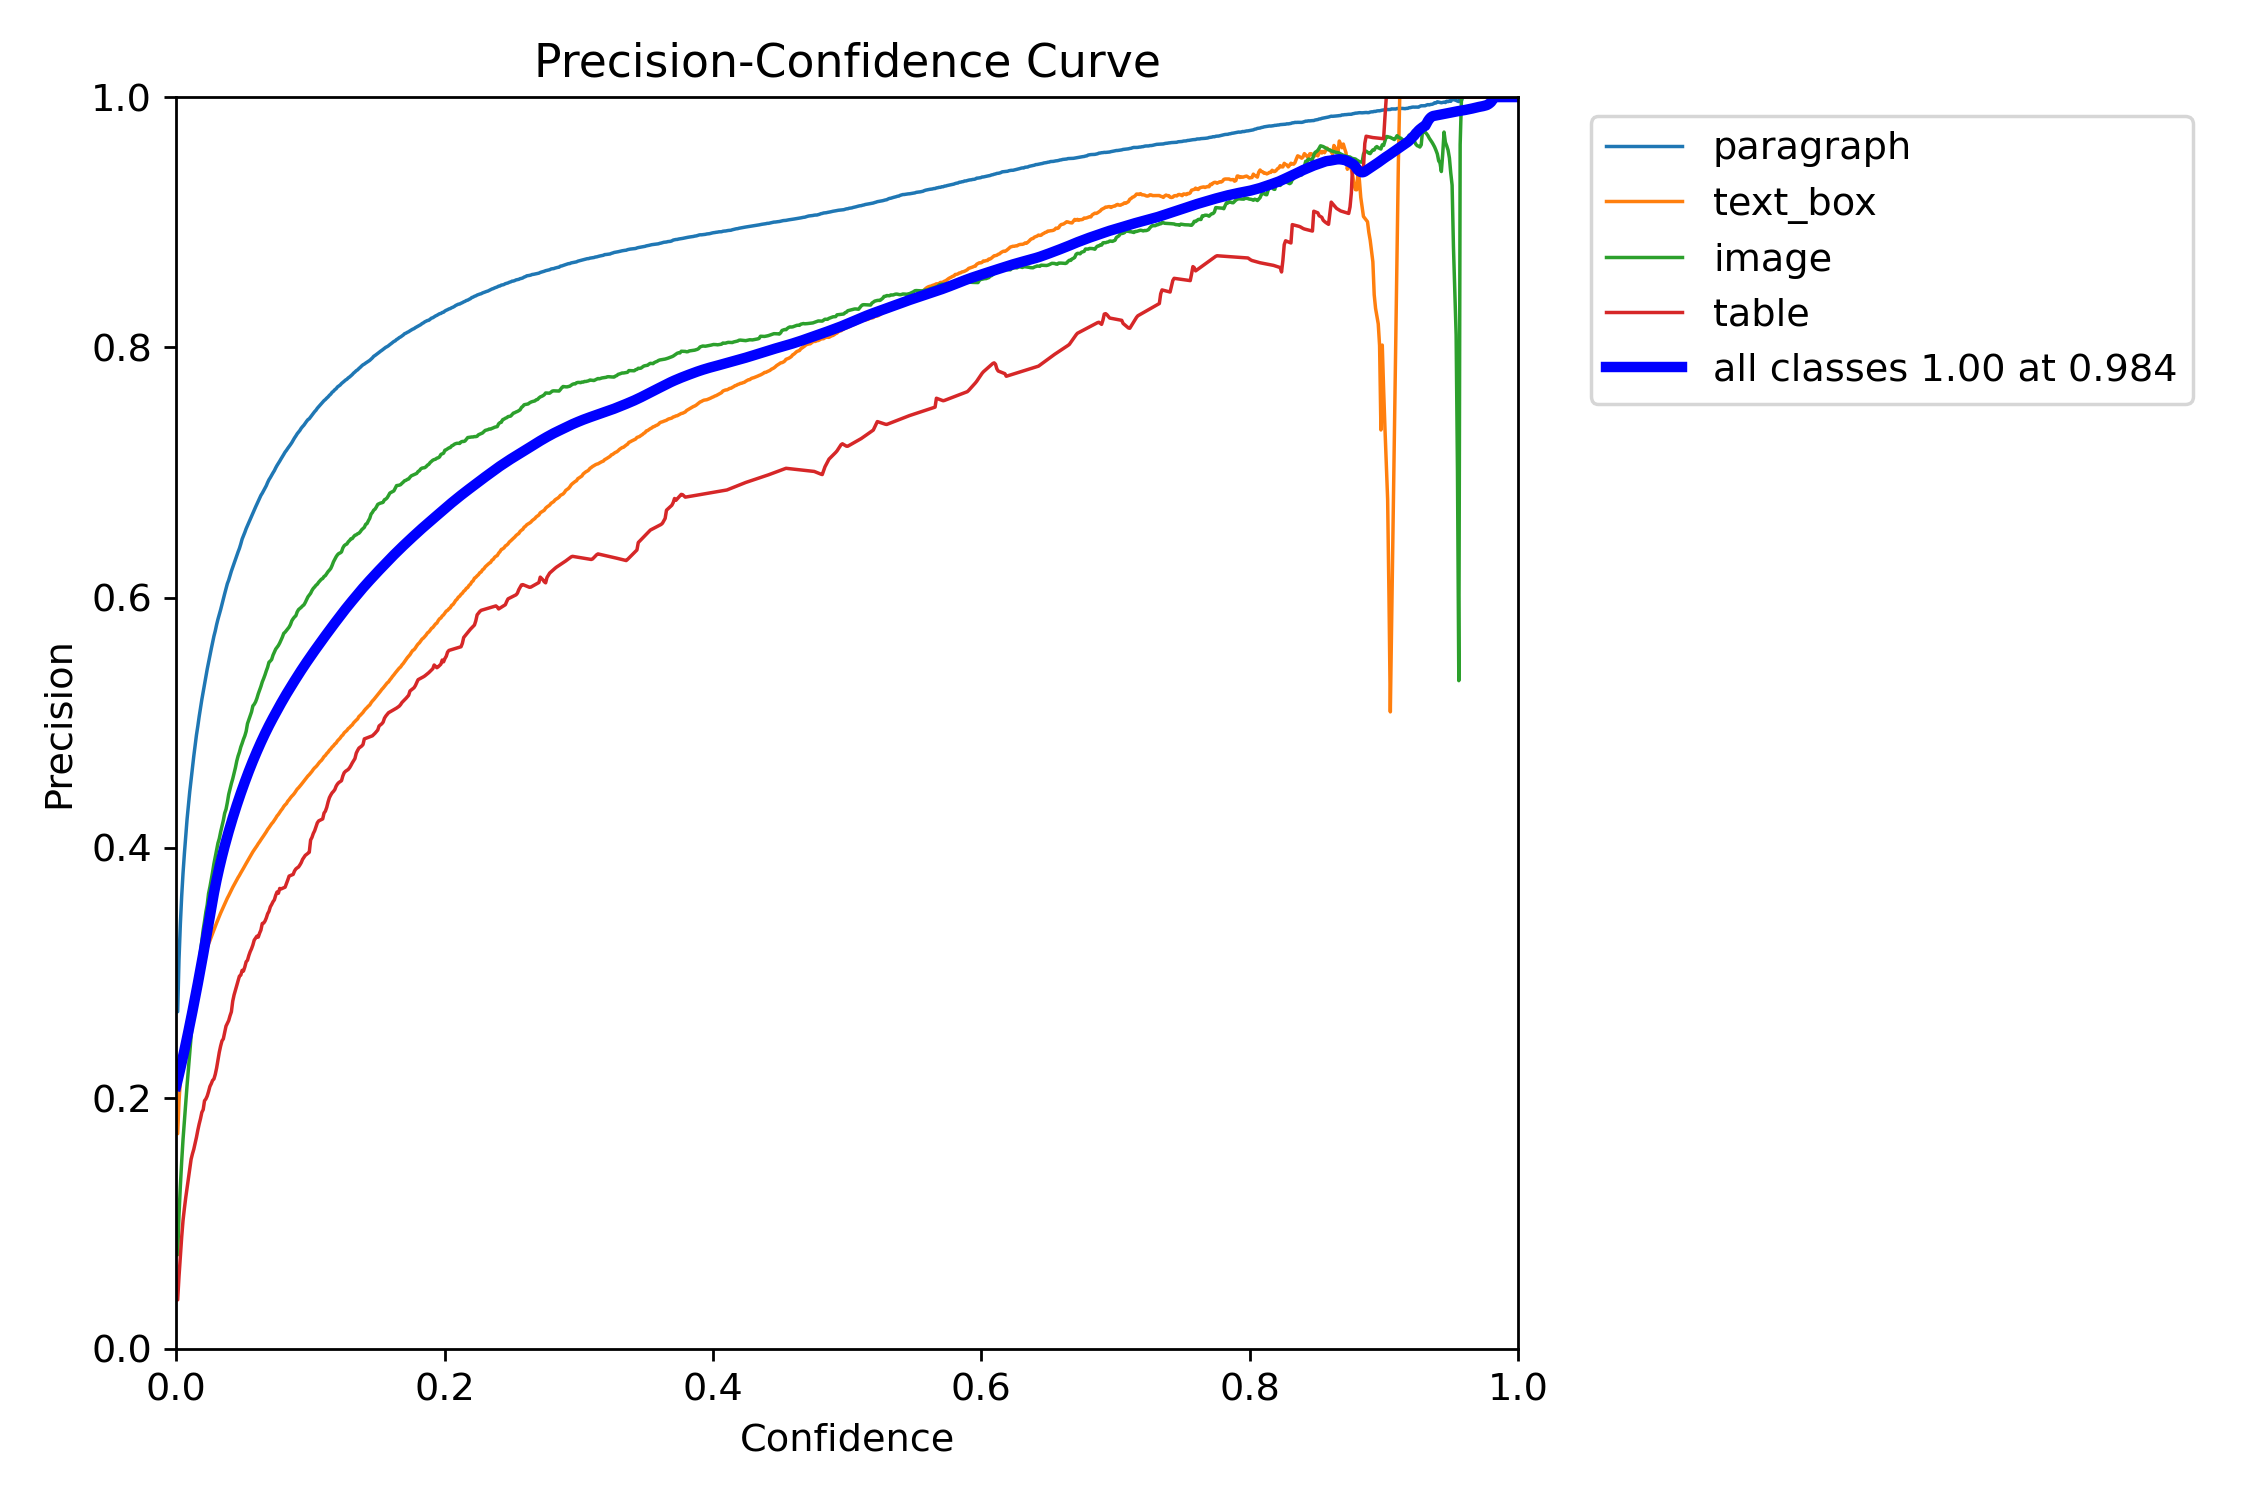 Precision-Confidence Curve
1.0
0.8
0.6
0.4
0.2
0.0
Precision
0.0 0.2 0.4 0.6 0.8 1.0
Confidence
paragraph
text_box
image
table
all classes 1.00 at 0.984